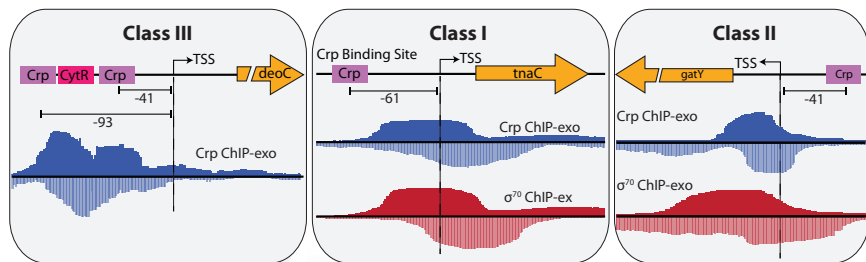 Class III
Crp CytR Crp
TSS
deoC
-41
-93
Crp ChIP-exo
Class I
Crp Binding Site
Crp
TSS
tnaC
-61
Crp ChIP-exo
σ70 ChIP-ex
Class II
TSS
gatY
Crp
-41
Crp ChIP-exo
σ70 ChIP-exo